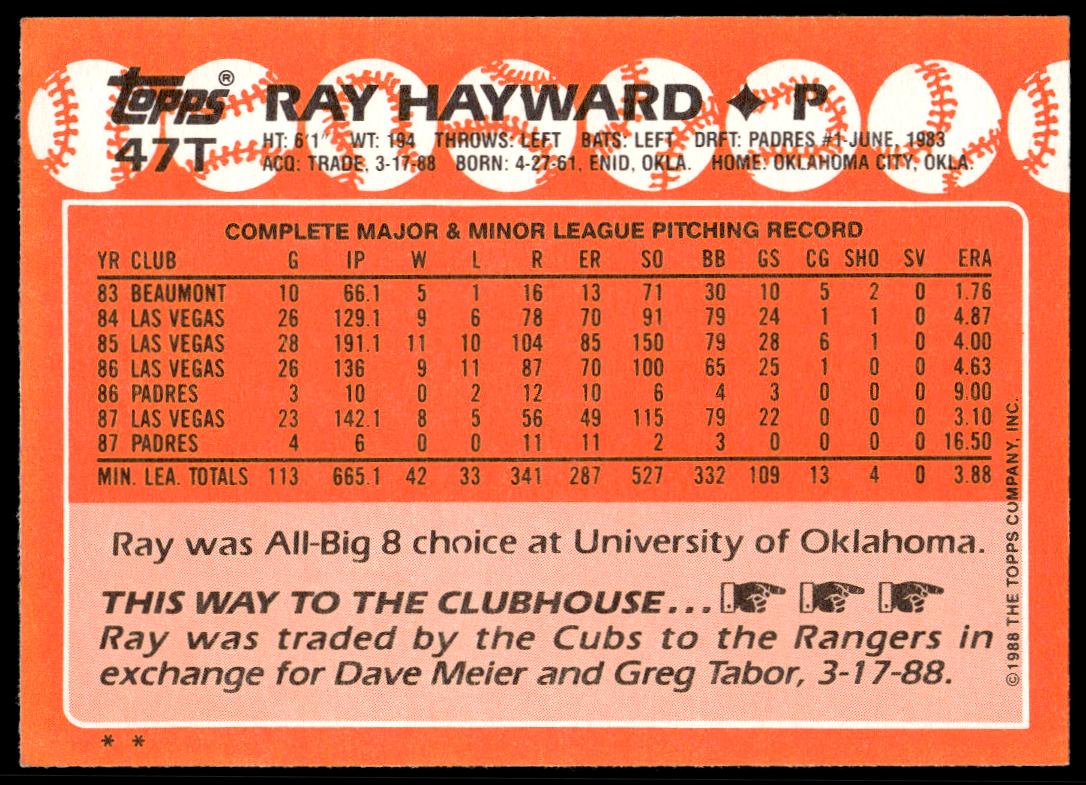 topps® RAY HAYWARD ✦ P
47T
HT: 6'1" WT: 194 THROWS: LEFT BATS: LEFT DRFT: PADRES #1-JUNE, 1983
ACQ: TRADE, 3-17-88 BORN: 4-27-61, ENID, OKLA. HOME: OKLAHOMA CITY, OKLA.
COMPLETE MAJOR & MINOR LEAGUE PITCHING RECORD
YR CLUB G IP W L R ER SO BB GS CG SHO SV ERA
83 BEAUMONT 10 66.1 5 1 16 13 71 30 10 5 2 0 1.76
84 LAS VEGAS 26 129.1 9 6 78 70 91 79 24 1 1 0 4.87
85 LAS VEGAS 28 191.1 11 10 104 85 150 79 28 6 1 0 4.00
86 LAS VEGAS 26 136 9 11 87 70 100 65 25 1 0 0 4.63
86 PADRES 3 10 0 2 12 10 6 4 3 0 0 0 9.00
87 LAS VEGAS 23 142.1 8 5 56 49 115 79 22 0 0 0 3.10
87 PADRES 4 6 0 0 11 11 2 3 0 0 0 0 16.50
MIN. LEA. TOTALS 113 665.1 42 33 341 287 527 332 109 13 4 0 3.88
Ray was All-Big 8 choice at University of Oklahoma.
THIS WAY TO THE CLUBHOUSE...
Ray was traded by the Cubs to the Rangers in
exchange for Dave Meier and Greg Tabor, 3-17-88.
©1988 THE TOPPS COMPANY, INC.
* *